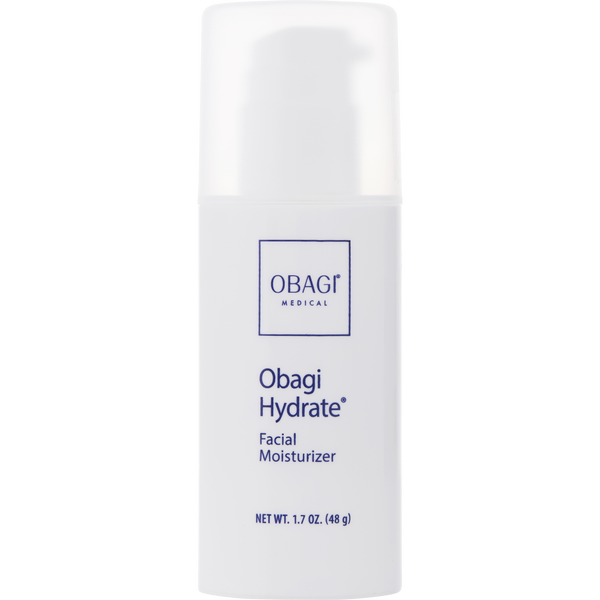 OBAGI®
MEDICAL
Obagi
Hydrate®
Facial
Moisturizer
NET WT. 1.7 OZ. (48 g)